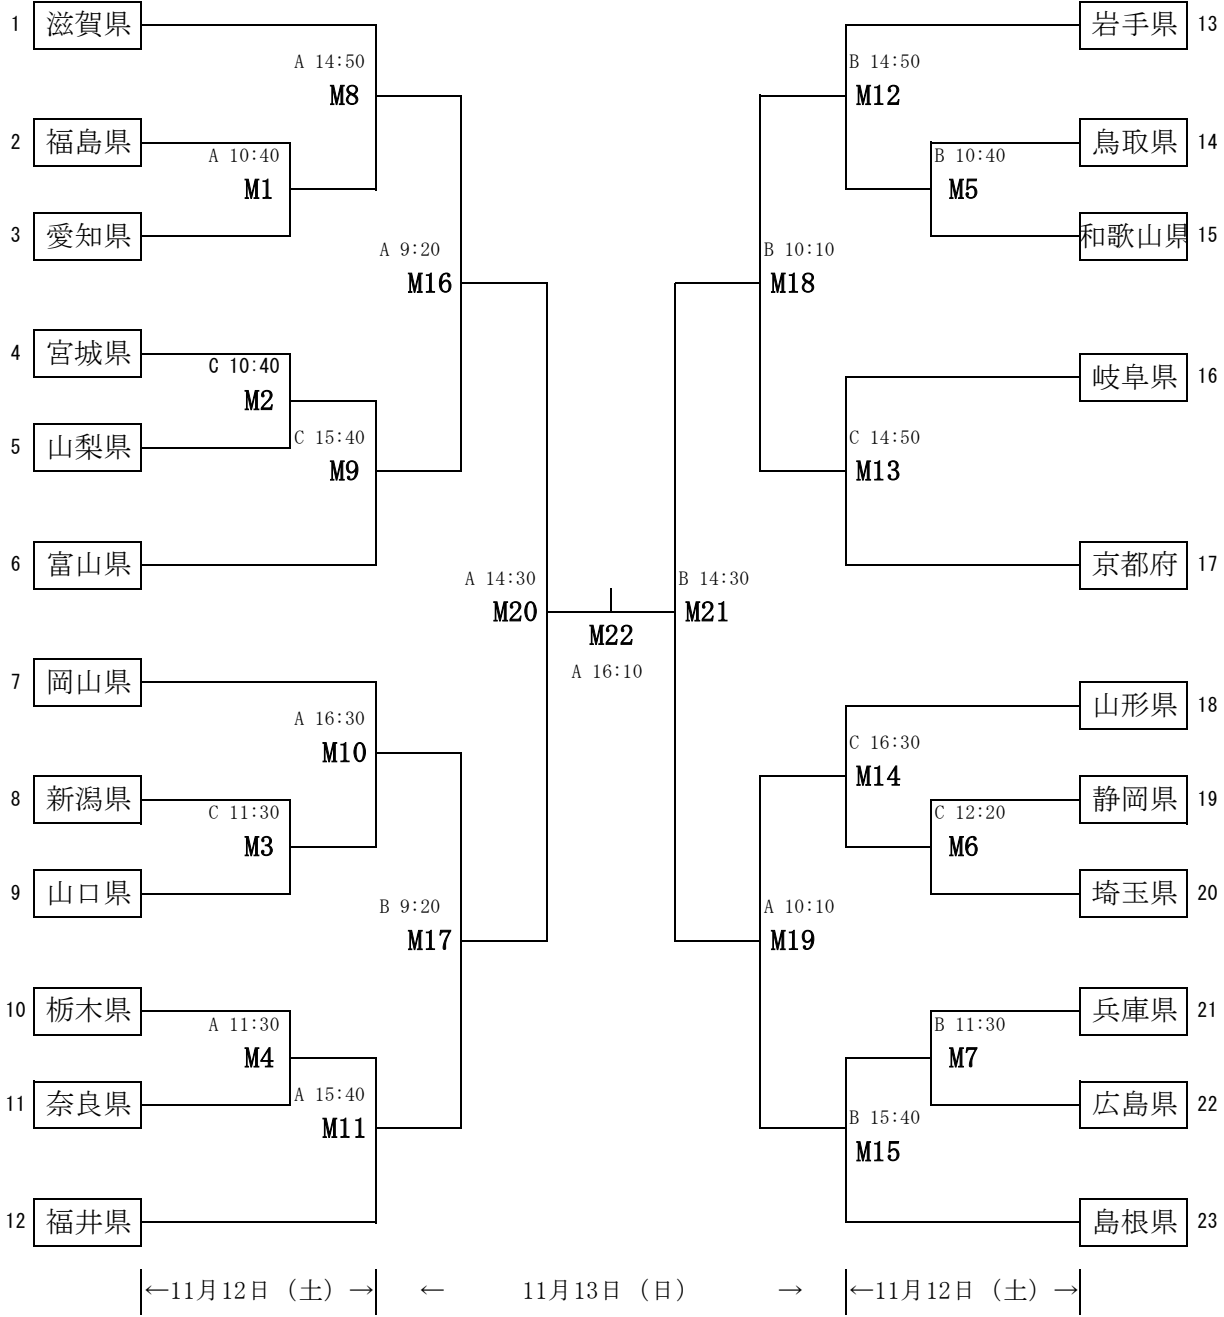 1 滋賀県
A 14:50
M8
2 福島県
A 10:40
M1
3 愛知県
A 9:20
M16
4 宮城県
C 10:40
M2
5 山梨県
C 15:40
M9
6 富山県
A 14:30
M20
7 岡山県
A 16:30
M10
8 新潟県
C 11:30
M3
9 山口県
B 9:20
M17
10 栃木県
A 11:30
M4
11 奈良県
A 15:40
M11
12 福井県
M22
A 16:10
岩手県 13
B 14:50
M12
鳥取県 14
B 10:40
M5
和歌山県 15
B 10:10
M18
岐阜県 16
C 14:50
M13
京都府 17
B 14:30
M21
山形県 18
C 16:30
M14
静岡県 19
C 12:20
M6
埼玉県 20
A 10:10
M19
兵庫県 21
B 11:30
M7
広島県 22
B 15:40
M15
島根県 23
←11月12日（土）→ ← 11月13日（日） → ←11月12日（土）→